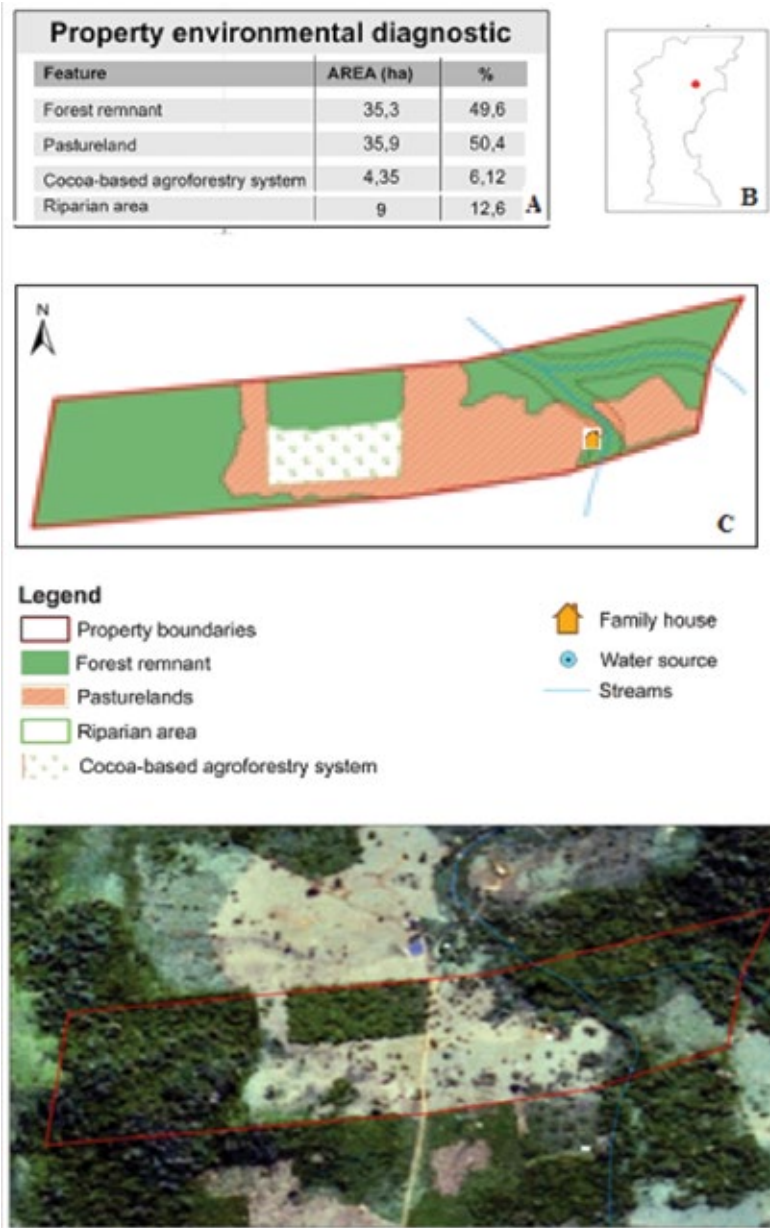 Property environmental diagnostic
Feature AREA (ha) %
Forest remnant 35,3 49,6
Pastureland 35,9 50,4
Cocoa-based agroforestry system 4,35 6,12
Riparian area 9 12,6
A
B
N
C
Legend
Property boundaries
Forest remnant
Pasturelands
Riparian area
Cocoa-based agroforestry system
Family house
Water source
Streams